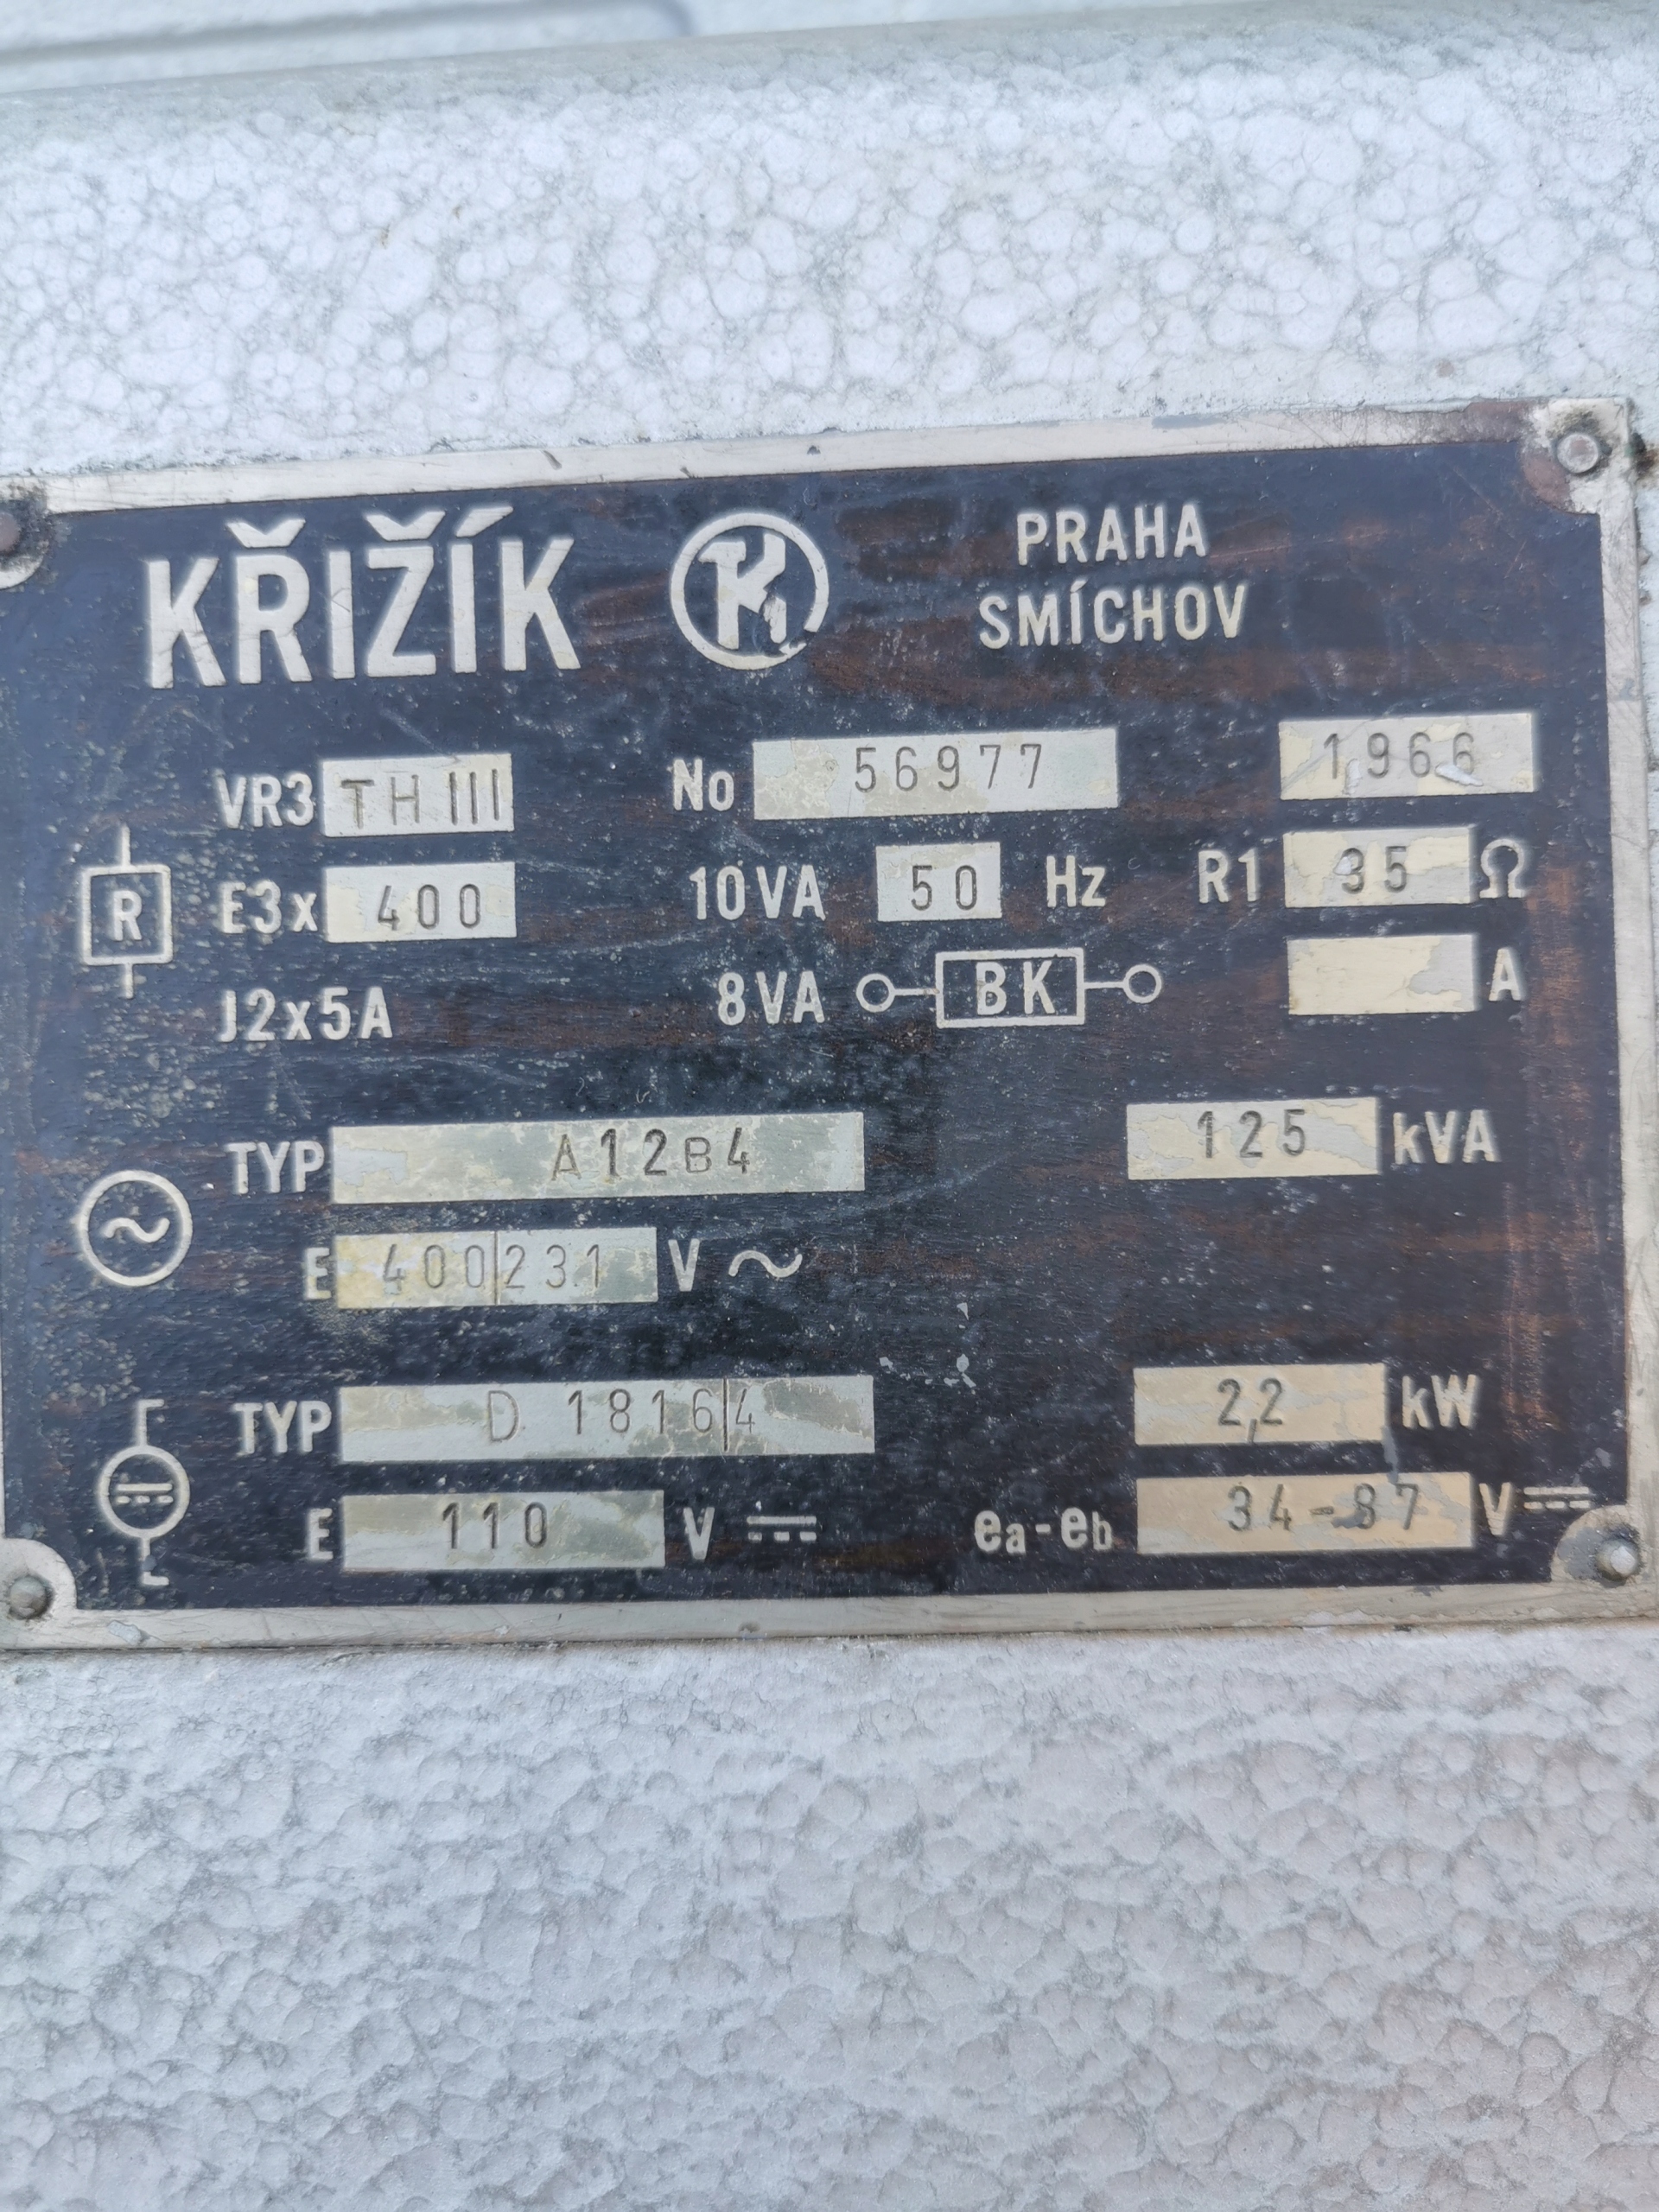 KŘIŽÍK K PRAHA
SMÍCHOV
VR3 TH III No 56977 1966
R E3x 400 10VA 50 Hz R1 35 Ω
J2x5A 8VA BK A
TYP A12B4 125 kVA
E 400|231 V ~
TYP D 1816|4 2,2 kW
E 110 V ea-eb 34-87 V